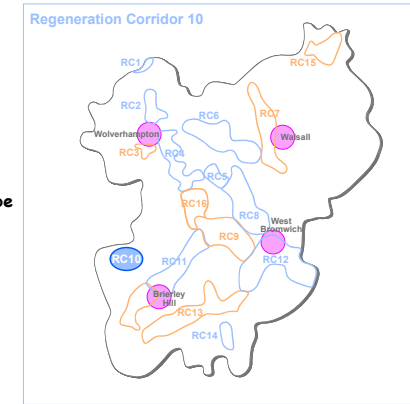 Regeneration Corridor 10
RC1
RC15
RC2
RC6
RC7
Wolverhampton
Walsall
RC3
RC4
RC5
RC16
pe
RC8
West
Bromwich
RC9
RC10
RC11
RC12
Brierley
Hill
RC13
RC14